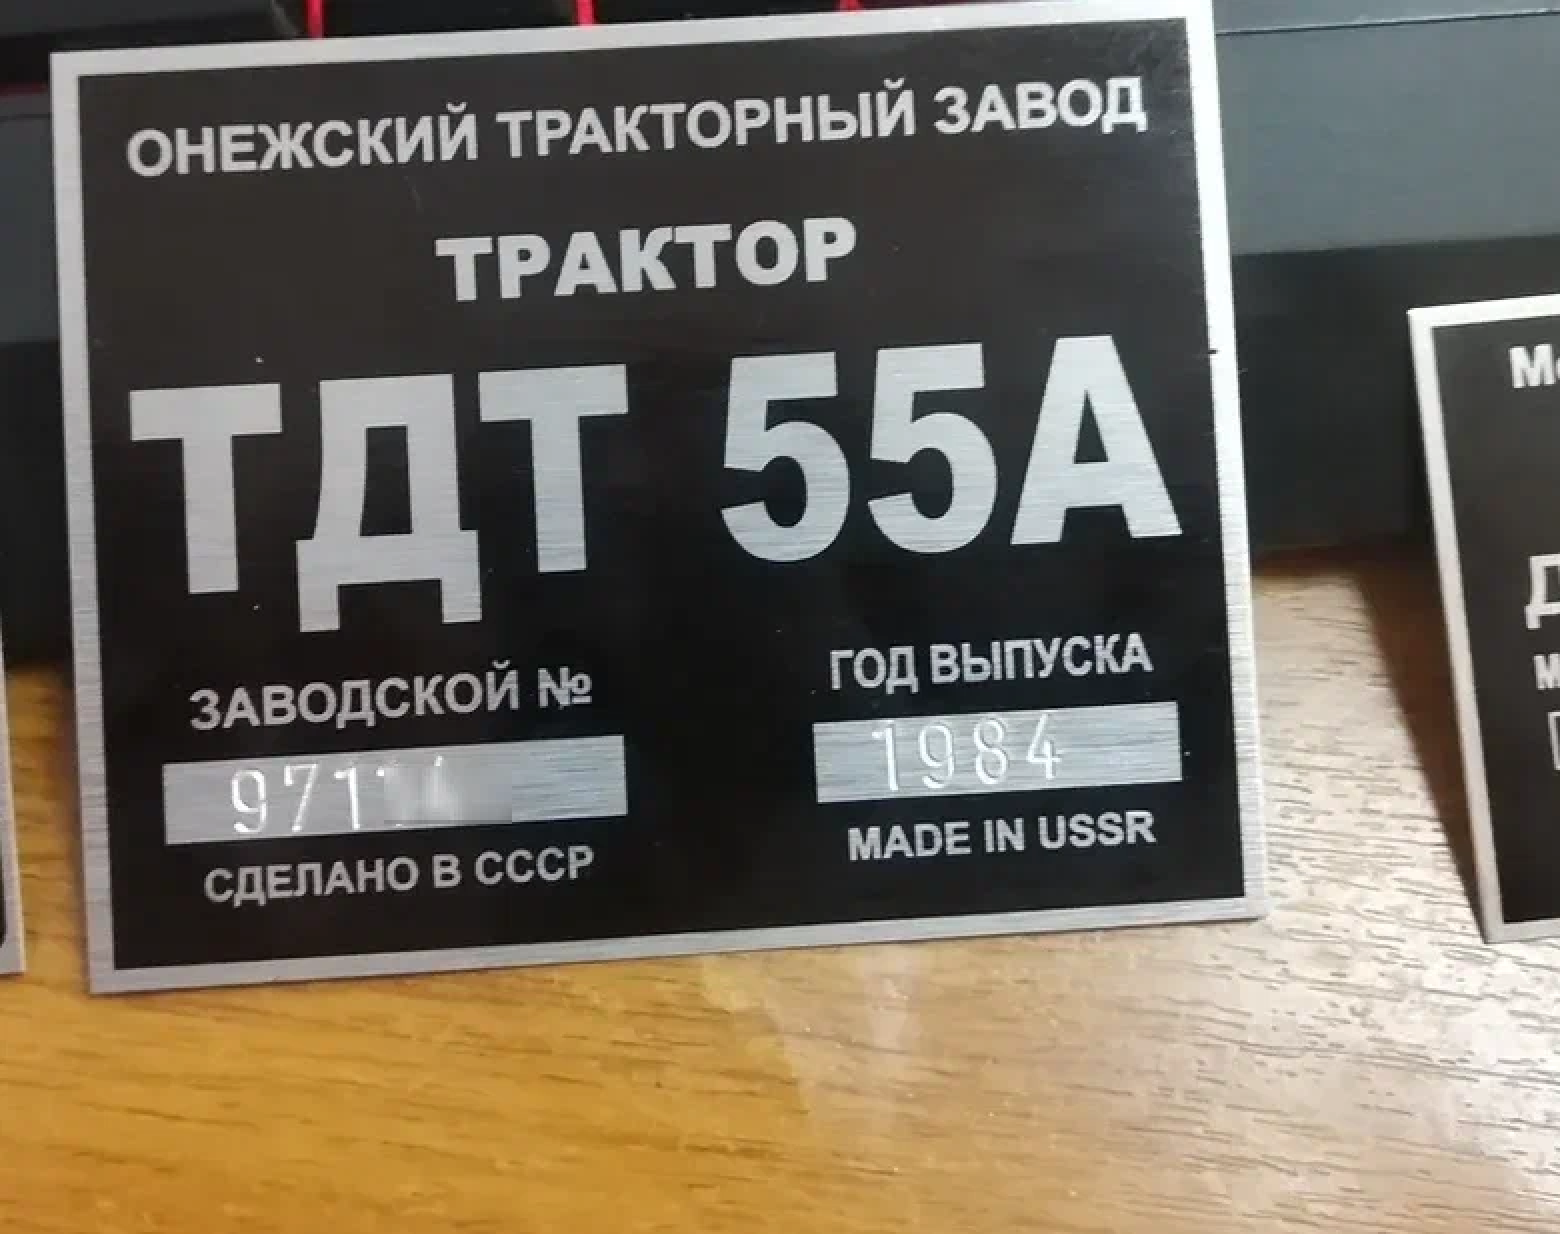 ОНЕЖСКИЙ ТРАКТОРНЫЙ ЗАВОД
ТРАКТОР
ТДТ 55А
ЗАВОДСКОЙ №
ГОД ВЫПУСКА
1984
СДЕЛАНО В СССР
MADE IN USSR